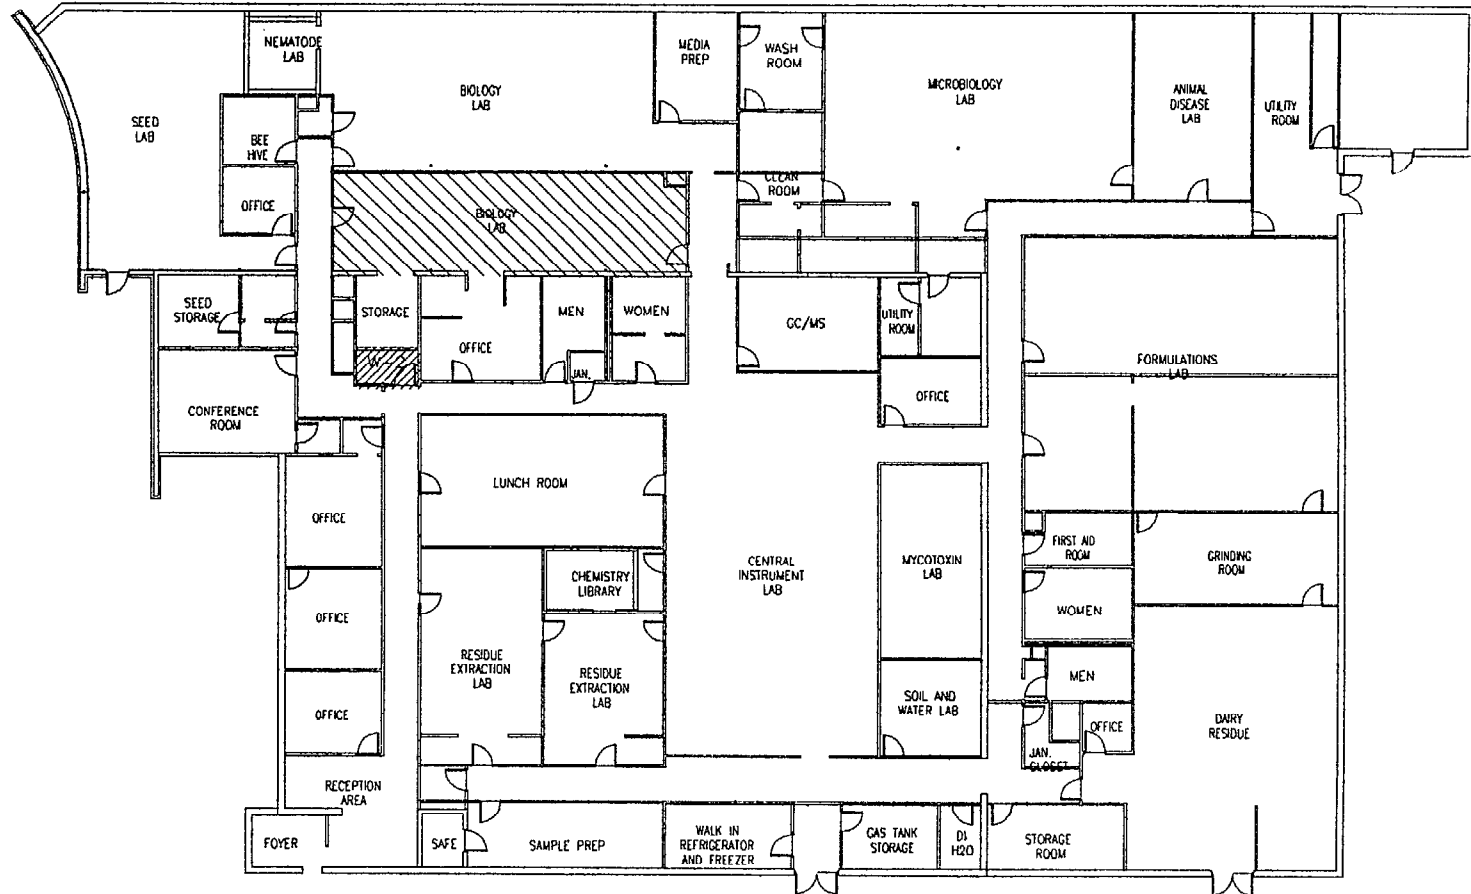 NEMATODE
LAB
MEDIA
PREP
WASH
ROOM
BIOLOGY
LAB
MICROBIOLOGY
LAB
ANIMAL
DISEASE
LAB
UTILITY
ROOM
SEED
LAB
BEE
HIVE
CLEAN
ROOM
OFFICE
BIOLOGY
LAB
SEED
STORAGE
STORAGE
MEN
WOMEN
GC/MS
UTILITY
ROOM
OFFICE
FORMULATIONS
LAB
JAN.
OFFICE
CONFERENCE
ROOM
LUNCH ROOM
OFFICE
FIRST AID
ROOM
GRINDING
ROOM
CENTRAL
INSTRUMENT
LAB
MYCOTOXIN
LAB
CHEMISTRY
LIBRARY
WOMEN
OFFICE
RESIDUE
EXTRACTION
LAB
RESIDUE
EXTRACTION
LAB
MEN
SOIL AND
WATER LAB
OFFICE
OFFICE
DAIRY
RESIDUE
JAN.
CLOSET
RECEPTION
AREA
FOYER
SAFE
SAMPLE PREP
WALK IN
REFRIGERATOR
AND FREEZER
GAS TANK
STORAGE
DI
H2O
STORAGE
ROOM